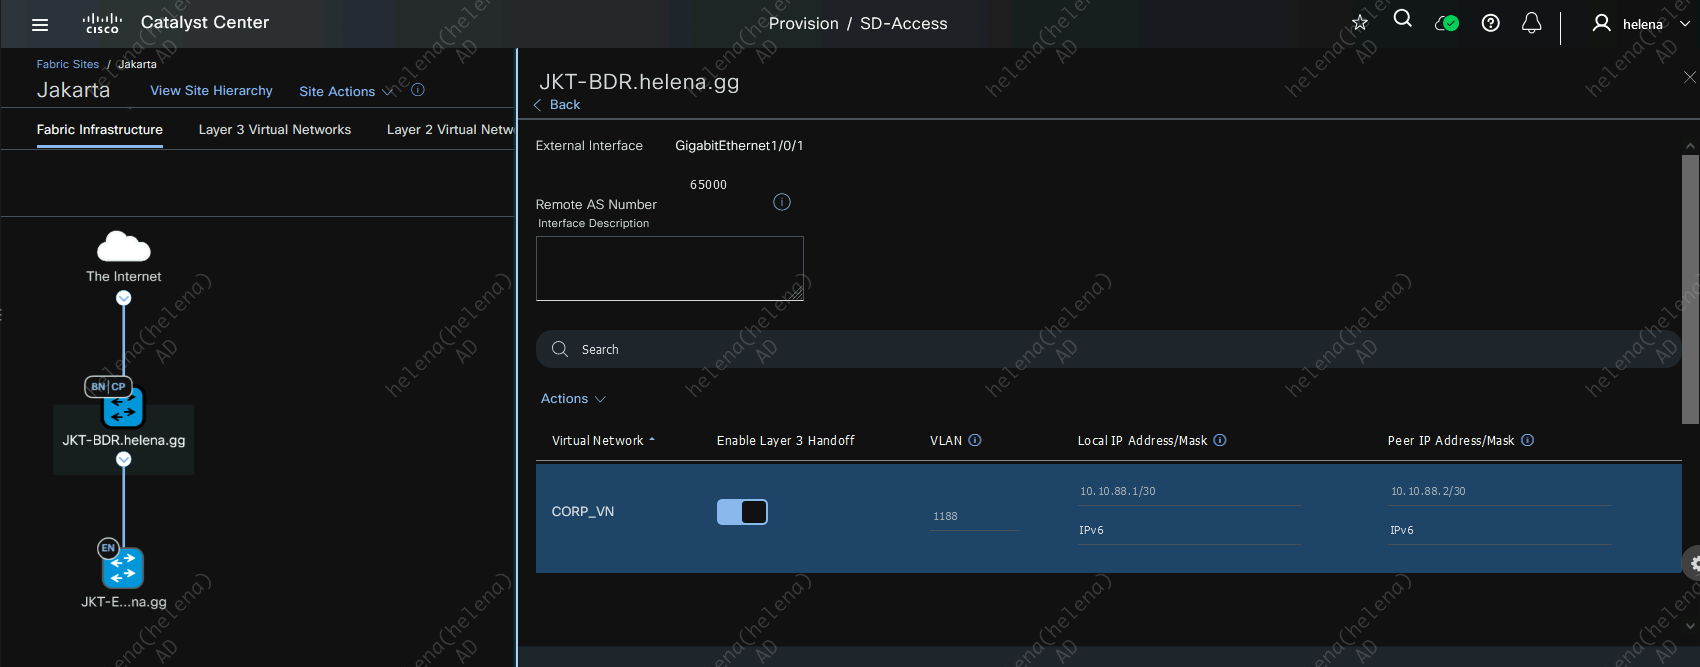 cisco Catalyst Center Provision / SD-Access helena
Fabric Sites / Jakarta
Jakarta View Site Hierarchy Site Actions
Fabric Infrastructure Layer 3 Virtual Networks Layer 2 Virtual Netw
The Internet
BN|CP
JKT-BDR.helena.gg
EN
JKT-E...na.gg
JKT-BDR.helena.gg
Back
External Interface GigabitEthernet1/0/1
65000
Remote AS Number
Interface Description
Search
Actions
Virtual Network Enable Layer 3 Handoff VLAN Local IP Address/Mask Peer IP Address/Mask
CORP_VN 1188 10.10.88.1/30 10.10.88.2/30
IPv6 IPv6
helena(helena)
AD